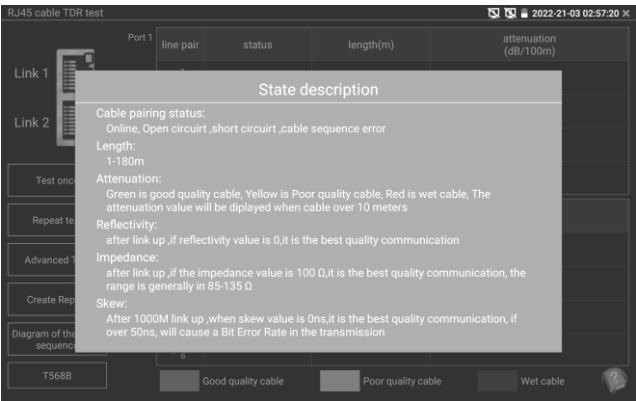 RJ45 cable TDR test
2022-21-03 02:57:20 ×
Port 1
line pair
status
length(m)
attenuation
(dB/100m)
Link 1
Link 2
State description
Cable pairing status:
Online, Open circuirt ,short circuirt ,cable sequence error
Length:
1-180m
Attenuation:
Green is good quality cable, Yellow is Poor quality cable, Red is wet cable, The
attenuation value will be diplayed when cable over 10 meters
Reflectivity:
after link up ,if reflectivity value is 0,it is the best quality communication
Impedance:
after link up ,if the impedance value is 100 Ω,it is the best quality communication, the
range is generally in 85-135 Ω
Skew:
After 1000M link up ,when skew value is 0ns,it is the best quality communication, if
over 50ns, will cause a Bit Error Rate in the transmission
Test once
Repeat te
Advanced T
Create Rep
Diagram of the
sequence
8
T568B
Good quality cable
Poor quality cable
Wet cable